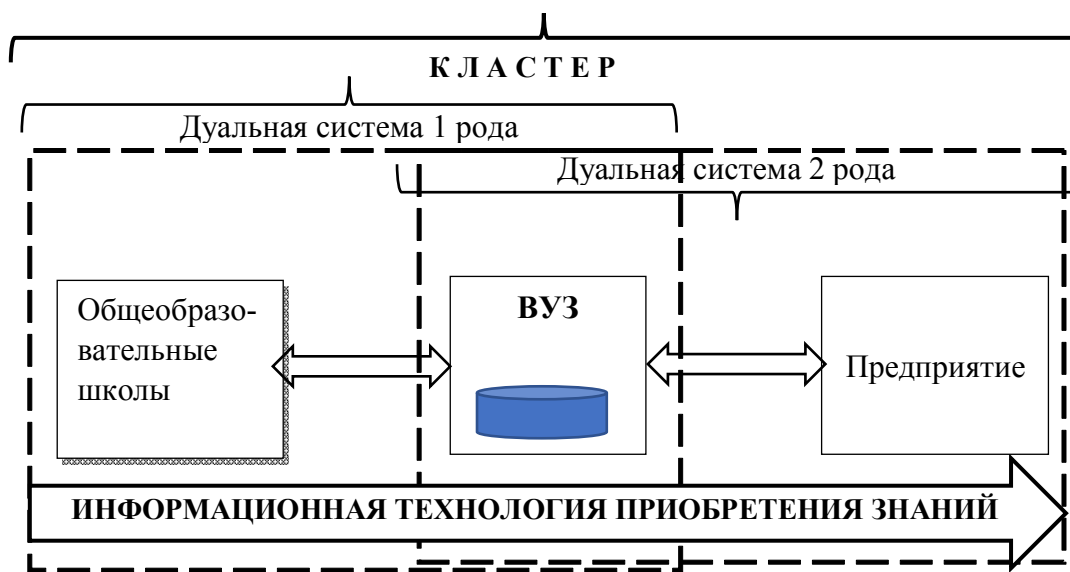 К Л А С Т Е Р
Дуальная система 1 рода
Дуальная система 2 рода
Общеобразо-
вательные
школы
ВУЗ
Предприятие
ИНФОРМАЦИОННАЯ ТЕХНОЛОГИЯ ПРИОБРЕТЕНИЯ ЗНАНИЙ